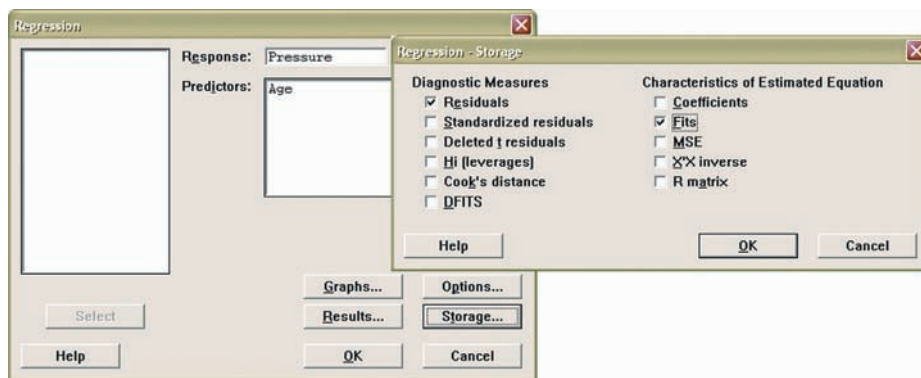 Regression
Response: Pressure
Predictors: Age
Graphs... Options...
Select Results... Storage...
Help OK Cancel
Regression - Storage
Diagnostic Measures
Residuals
Standardized residuals
Deleted t residuals
Hi (leverages)
Cook's distance
DFITS
Characteristics of Estimated Equation
Coefficients
Fits
MSE
X'X inverse
R matrix
Help OK Cancel